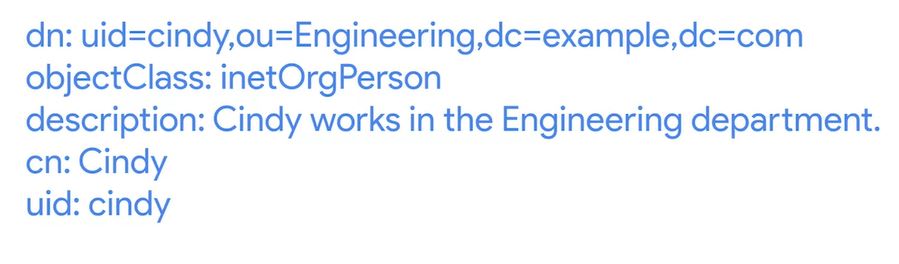 dn: uid=cindy,ou=Engineering,dc=example,dc=com
objectClass: inetOrgPerson
description: Cindy works in the Engineering department.
cn: Cindy
uid: cindy